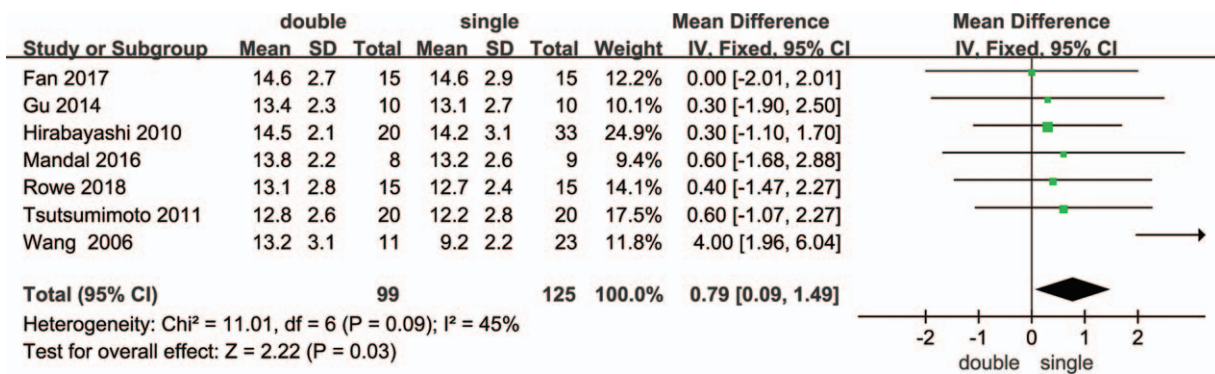 double single Mean Difference Mean Difference
Study or Subgroup Mean SD Total Mean SD Total Weight IV, Fixed, 95% CI IV, Fixed, 95% CI
Fan 2017 14.6 2.7 15 14.6 2.9 15 12.2% 0.00 [-2.01, 2.01]
Gu 2014 13.4 2.3 10 13.1 2.7 10 10.1% 0.30 [-1.90, 2.50]
Hirabayashi 2010 14.5 2.1 20 14.2 3.1 33 24.9% 0.30 [-1.10, 1.70]
Mandal 2016 13.8 2.2 8 13.2 2.6 9 9.4% 0.60 [-1.68, 2.88]
Rowe 2018 13.1 2.8 15 12.7 2.4 15 14.1% 0.40 [-1.47, 2.27]
Tsutsumimoto 2011 12.8 2.6 20 12.2 2.8 20 17.5% 0.60 [-1.07, 2.27]
Wang 2006 13.2 3.1 11 9.2 2.2 23 11.8% 4.00 [1.96, 6.04]
Total (95% CI) 99 125 100.0% 0.79 [0.09, 1.49]
Heterogeneity: Chi² = 11.01, df = 6 (P = 0.09); I² = 45%
Test for overall effect: Z = 2.22 (P = 0.03)
-2 -1 0 1 2
double single